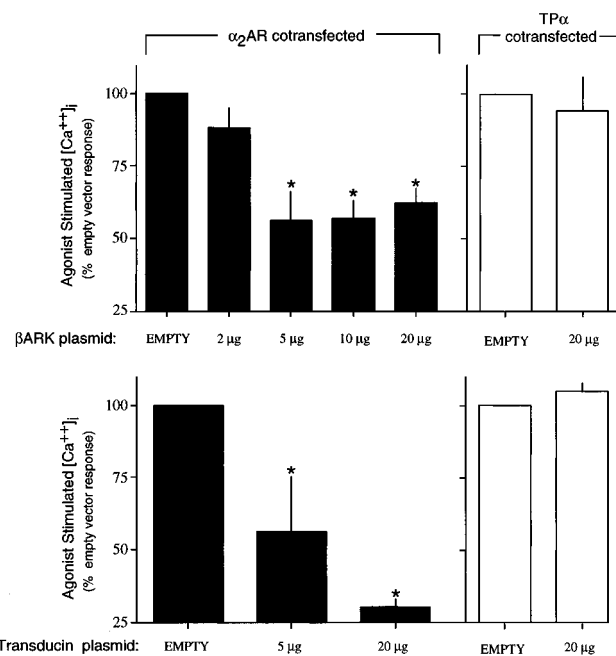 α2AR cotransfected
TPα
cotransfected
Agonist Stimulated [Ca++]i
(% empty vector response)
100
75
50
25
*
*
*
βARK plasmid:
EMPTY
2 µg
5 µg
10 µg
20 µg
EMPTY
20 µg
Agonist Stimulated [Ca++]i
(% empty vector response)
100
75
50
25
*
*
Transducin plasmid:
EMPTY
5 µg
20 µg
EMPTY
20 µg